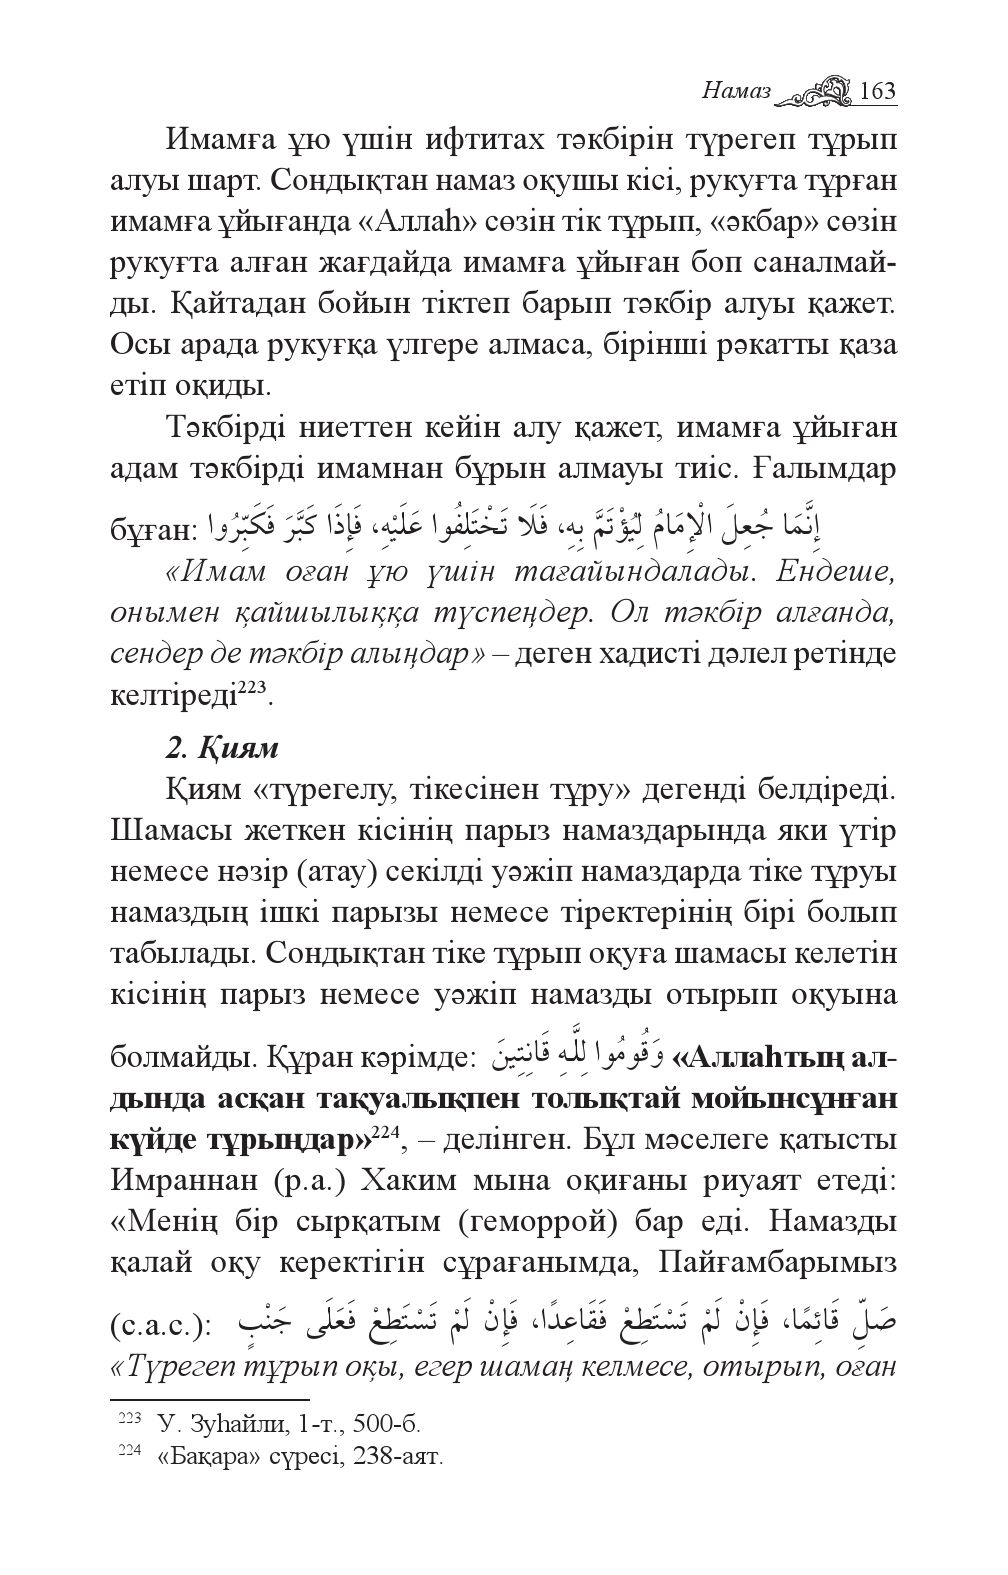 Намаз 163
Имамға ұю үшін ифтитах тәкбірін түрегеп тұрып
алуы шарт. Сондықтан намаз оқушы кісі, рукуғта тұрған
имамға ұйығанда «Аллаһ» сөзін тік тұрып, «әкбар» сөзін
рукуғта алған жағдайда имамға ұйыған боп саналмай-
ды. Қайтадан бойын тіктеп барып тәкбір алуы қажет.
Осы арада рукуғқа үлгере алмаса, бірінші рәкатты қаза
етіп оқиды.
Тәкбірді ниеттен кейін алу қажет, имамға ұйыған
адам тәкбірді имамнан бұрын алмауы тиіс. Ғалымдар
бұған: إِنَّمَا جُعِلَ الْإِمَامُ لِيُؤْتَمَّ بِهِ، فَلَا تَخْتَلِفُوا عَلَيْهِ، فَإِذَا كَبَّرَ فَكَبِّرُوا
«Имам оған ұю үшін тағайындалады. Ендеше,
онымен қайшылыққа түспеңдер. Ол тәкбір алғанда,
сендер де тәкбір алыңдар» – деген хадисті дәлел ретінде
келтіреді²²³.
2. Қиям
Қиям «түрегелу, тікесінен тұру» дегенді белдіреді.
Шамасы жеткен кісінің парыз намаздарында яки үтір
немесе нәзір (атау) секілді уәжіп намаздарда тіке тұруы
намаздың ішкі парызы немесе тіректерінің бірі болып
табылады. Сондықтан тіке тұрып оқуға шамасы келетін
кісінің парыз немесе уәжіп намазды отырып оқуына
болмайды. Құран кәрімде: وَقُومُوا لِلَّهِ قَانِتِينَ «Аллаһтың ал-
дында асқан тақуалықпен толықтай мойынсұнған
күйде тұрыңдар»²²⁴, – делінген. Бұл мәселеге қатысты
Имраннан (р.а.) Хаким мына оқиғаны риуаят етеді:
«Менің бір сырқатым (геморрой) бар еді. Намазды
қалай оқу керектігін сұрағанымда, Пайғамбарымыз
(с.а.с.): صَلِّ قَائِمًا، فَإِنْ لَمْ تَسْتَطِعْ فَقَاعِدًا، فَإِنْ لَمْ تَسْتَطِعْ فَعَلَى جَنْبٍ
«Түрегеп тұрып оқы, егер шамаң келмесе, отырып, оған
²²³ У. Зуһайли, 1-т., 500-б.
²²⁴ «Бақара» сүресі, 238-аят.